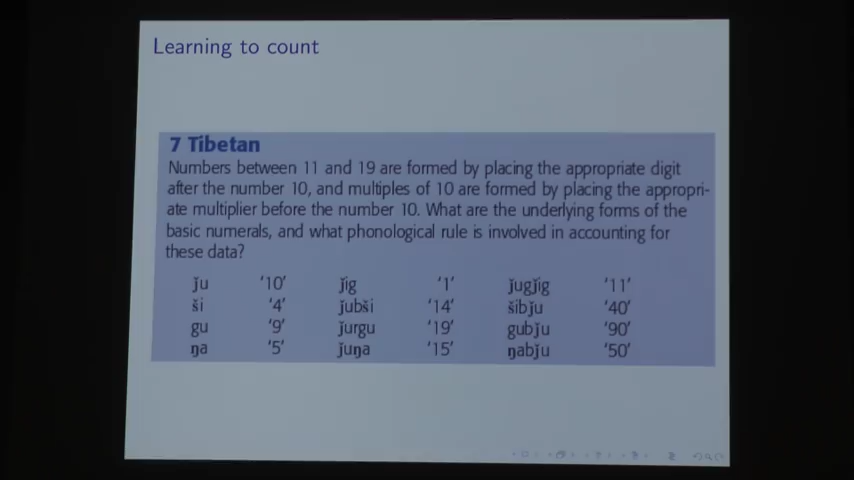 Learning to count
7 Tibetan
Numbers between 11 and 19 are formed by placing the appropriate digit
after the number 10, and multiples of 10 are formed by placing the appropri-
ate multiplier before the number 10. What are the underlying forms of the
basic numerals, and what phonological rule is involved in accounting for
these data?
ǰu '10' ǰig '1' ǰugǰig '11'
ši '4' ǰubši '14' šibǰu '40'
gu '9' ǰurgu '19' gubǰu '90'
ŋa '5' ǰuŋa '15' ŋabǰu '50'